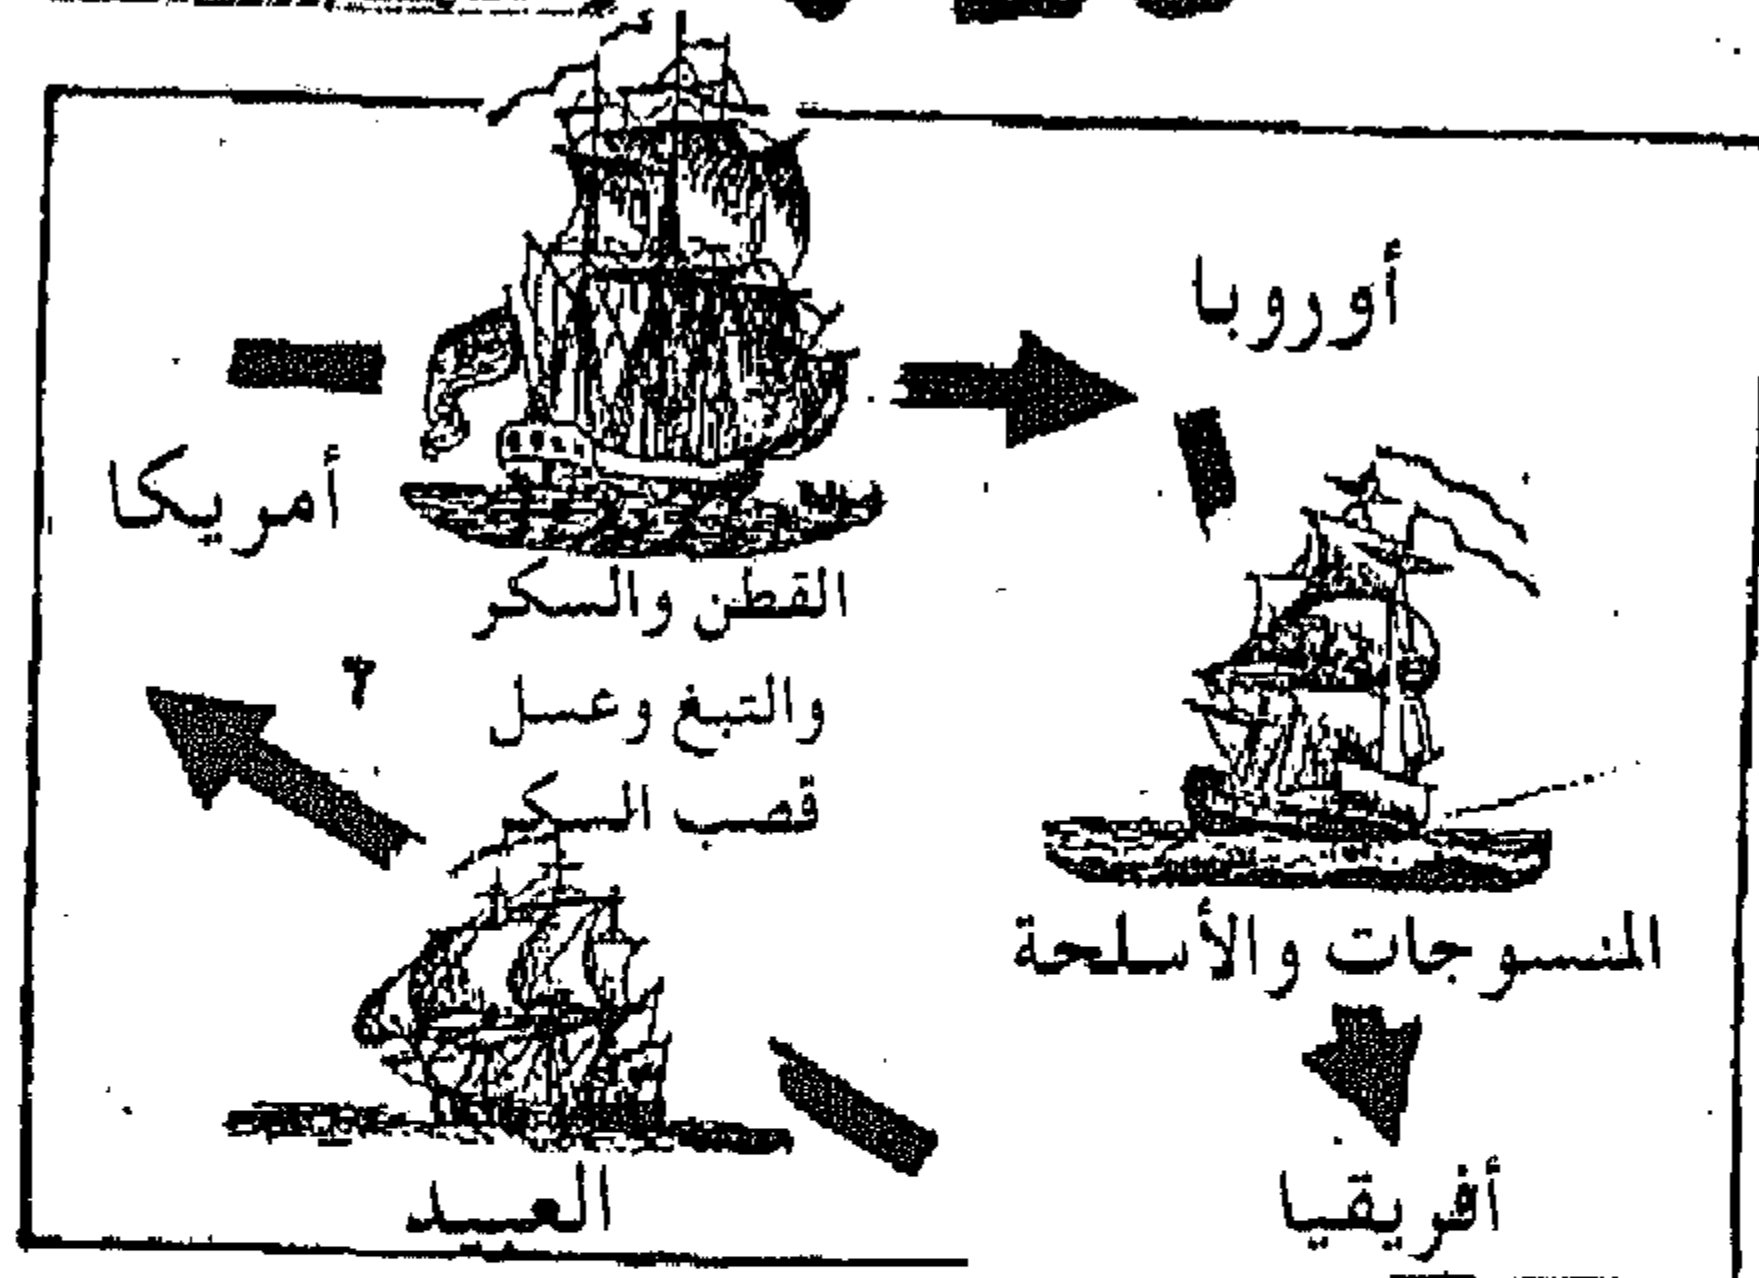 أوروبا
أمريكا
القطن والسكر
والتبغ وعسل
قصب السكر
المنسوجات والأسلحة
العبيد
أفريقيا